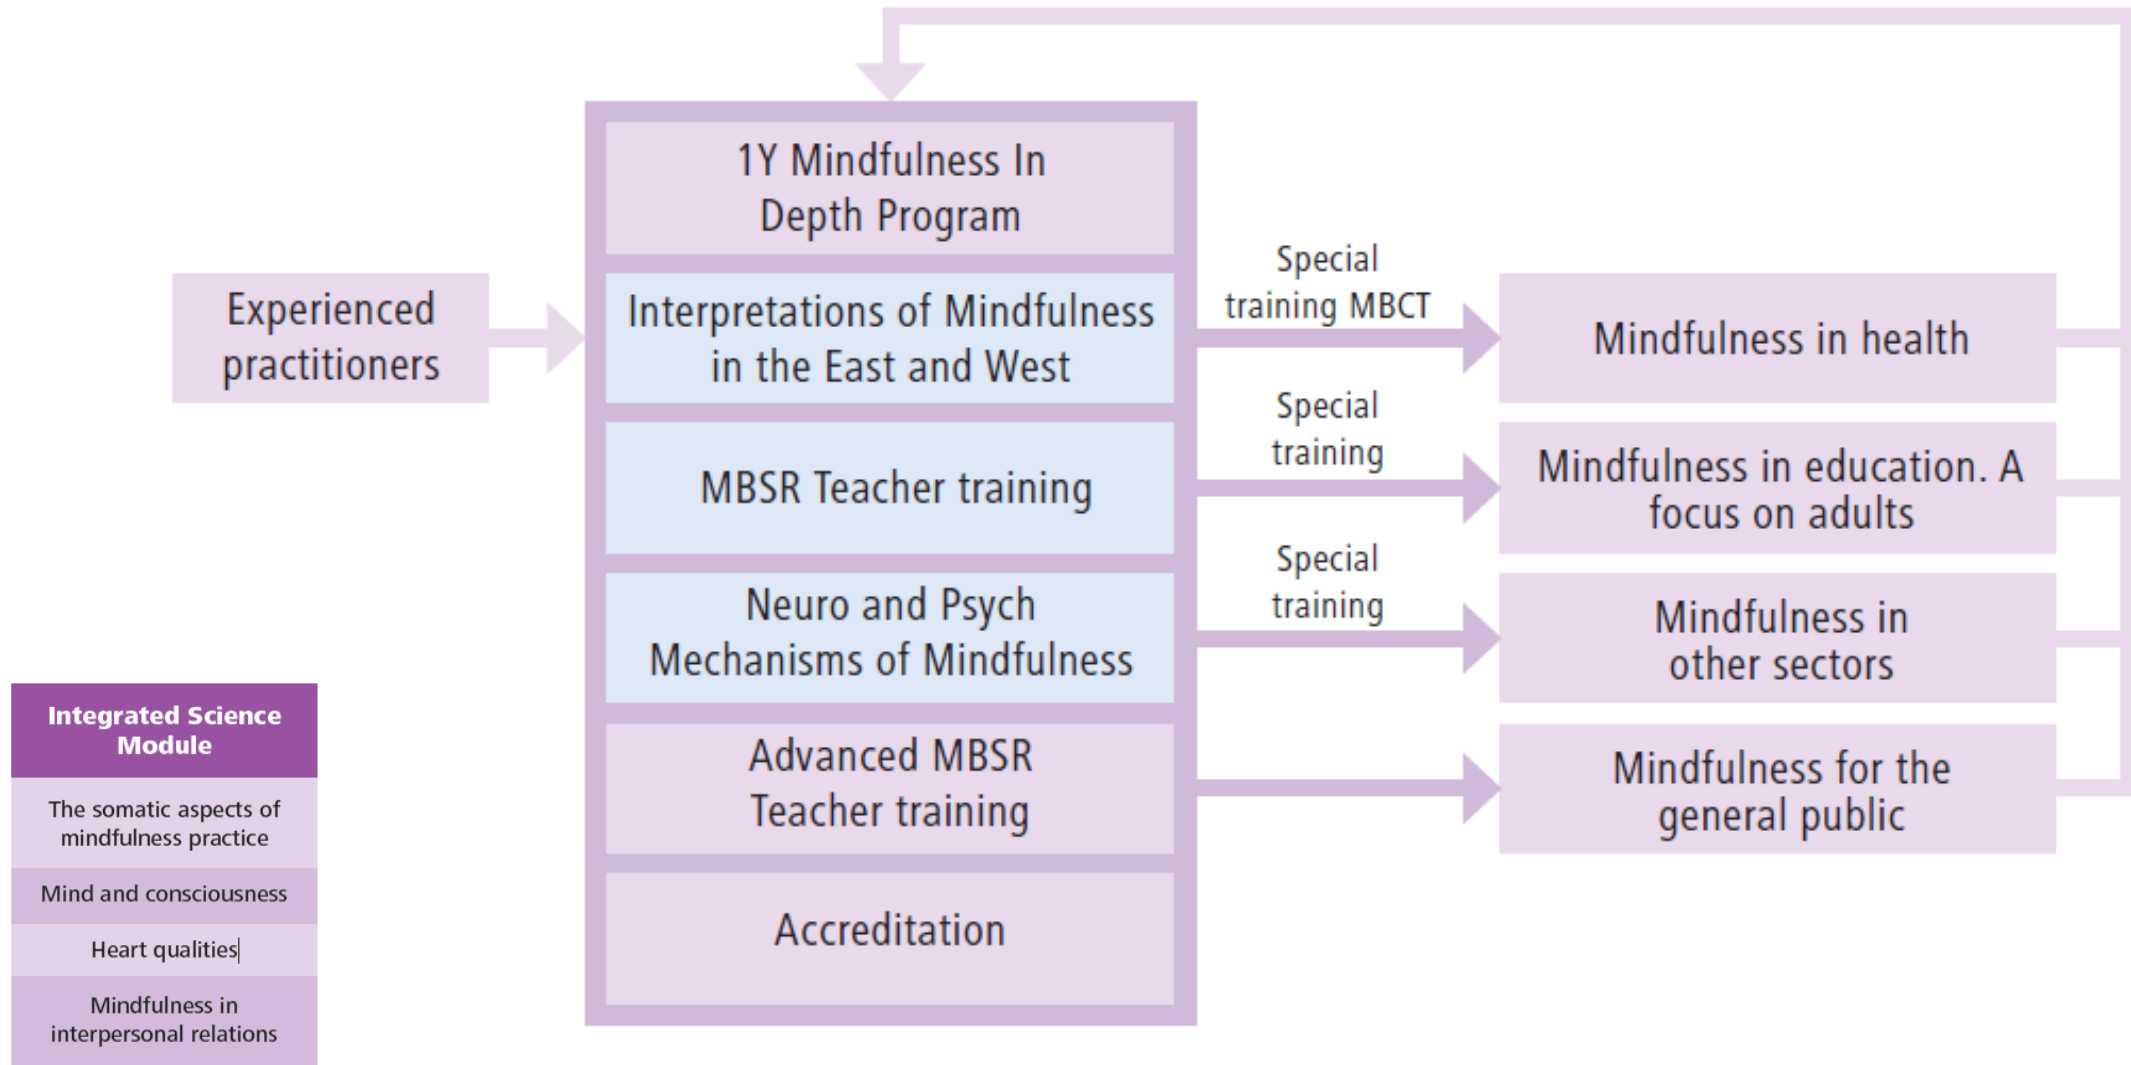 1Y Mindfulness In
Depth Program
Experienced
practitioners
Interpretations of Mindfulness
in the East and West
MBSR Teacher training
Neuro and Psych
Mechanisms of Mindfulness
Advanced MBSR
Teacher training
Accreditation
Special
training MBCT
Special
training
Special
training
Mindfulness in health
Mindfulness in education. A
focus on adults
Mindfulness in
other sectors
Mindfulness for the
general public
Integrated Science
Module
The somatic aspects of
mindfulness practice
Mind and consciousness
Heart qualities
Mindfulness in
interpersonal relations